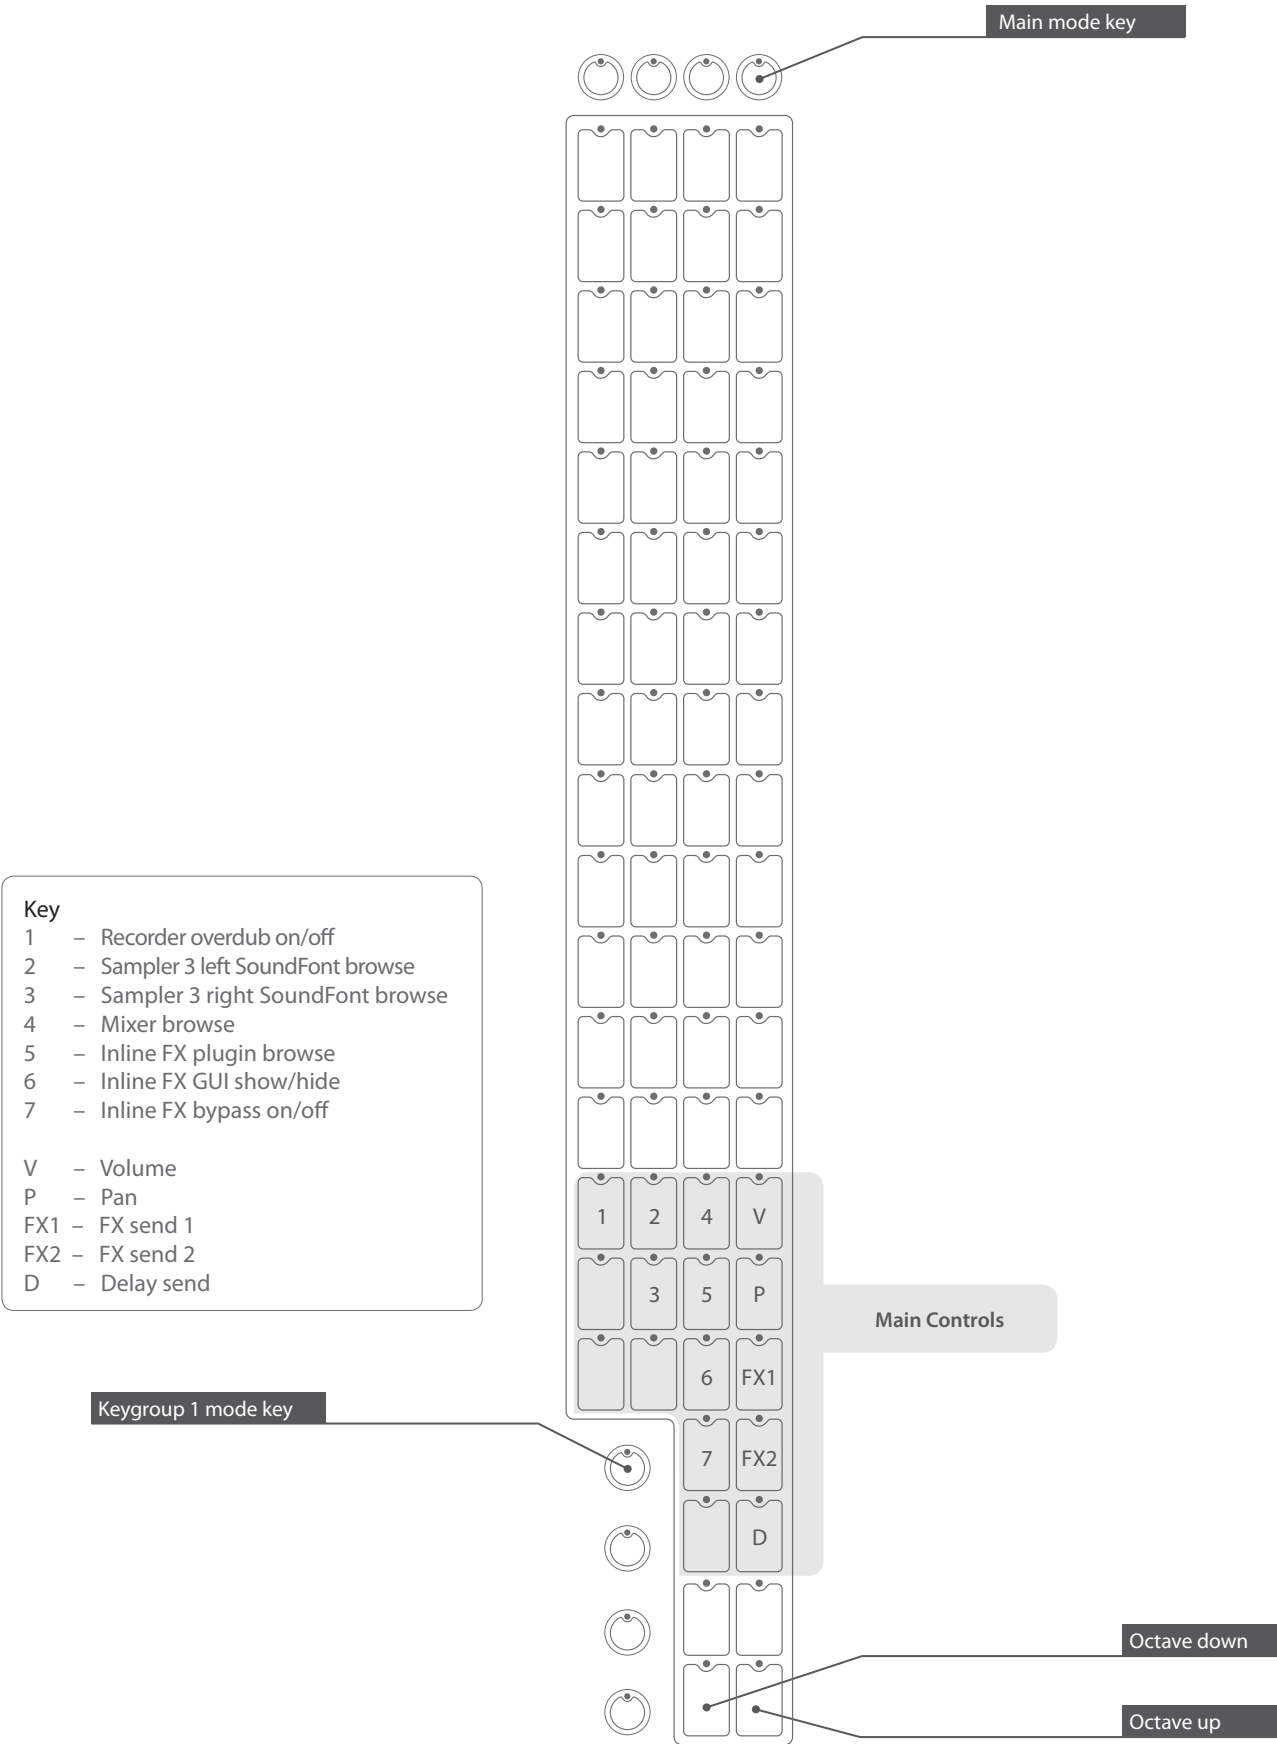 Main mode key
Key
1 – Recorder overdub on/off
2 – Sampler 3 left SoundFont browse
3 – Sampler 3 right SoundFont browse
4 – Mixer browse
5 – Inline FX plugin browse
6 – Inline FX GUI show/hide
7 – Inline FX bypass on/off
V – Volume
P – Pan
FX1 – FX send 1
FX2 – FX send 2
D – Delay send
1 2 4 V
3 5 P
Main Controls
6 FX1
Keygroup 1 mode key
7 FX2
D
Octave down
Octave up